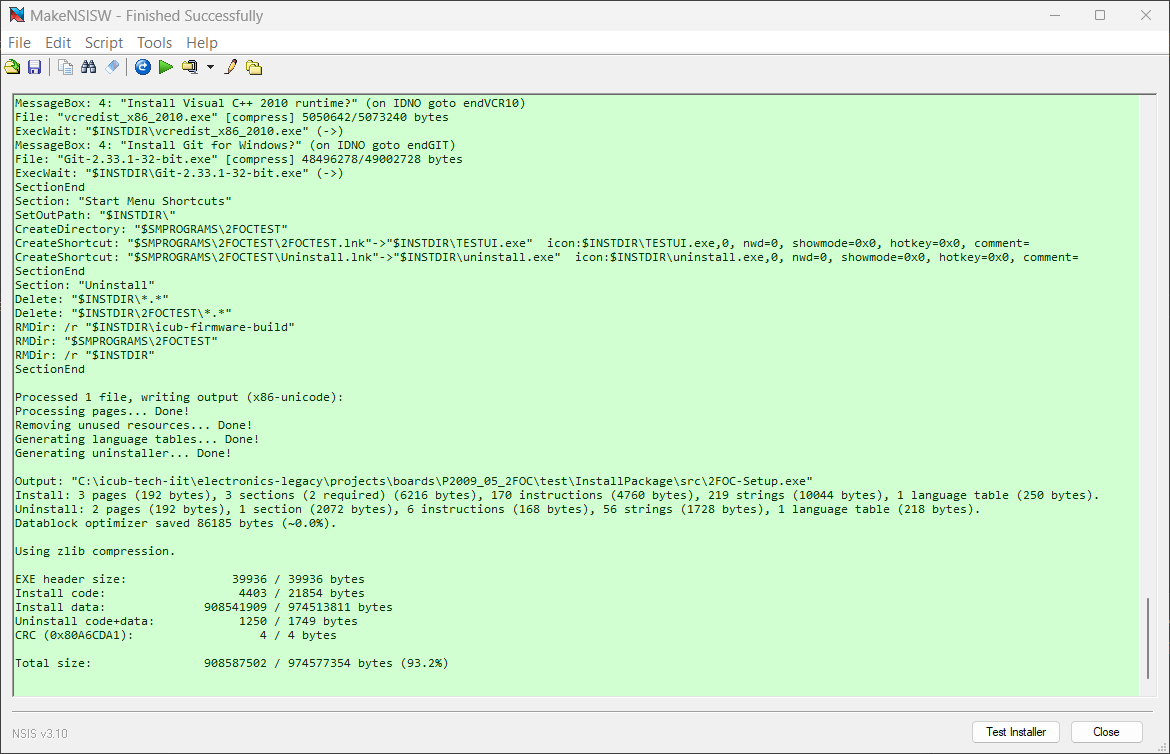 MakeNSISW - Finished Successfully
File Edit Script Tools Help
MessageBox: 4: "Install Visual C++ 2010 runtime?" (on IDNO goto endVCR10)
File: "vcredist_x86_2010.exe" [compress] 5050642/5073240 bytes
ExecWait: "$INSTDIR\vcredist_x86_2010.exe" (->)
MessageBox: 4: "Install Git for Windows?" (on IDNO goto endGIT)
File: "Git-2.33.1-32-bit.exe" [compress] 48496278/49002728 bytes
ExecWait: "$INSTDIR\Git-2.33.1-32-bit.exe" (->)
SectionEnd
Section: "Start Menu Shortcuts"
SetOutPath: "$INSTDIR\"
CreateDirectory: "$SMPROGRAMS\2FOCTEST"
CreateShortcut: "$SMPROGRAMS\2FOCTEST\2FOCTEST.lnk"->"$INSTDIR\TESTUI.exe"  icon:$INSTDIR\TESTUI.exe,0, nwd=0, showmode=0x0, hotkey=0x0, comment=
CreateShortcut: "$SMPROGRAMS\2FOCTEST\Uninstall.lnk"->"$INSTDIR\uninstall.exe"  icon:$INSTDIR\uninstall.exe,0, nwd=0, showmode=0x0, hotkey=0x0, comment=
SectionEnd
Section: "Uninstall"
Delete: "$INSTDIR\*.*"
Delete: "$INSTDIR\2FOCTEST\*.*"
RMDir: /r "$INSTDIR\icub-firmware-build"
RMDir: "$SMPROGRAMS\2FOCTEST"
RMDir: /r "$INSTDIR"
SectionEnd
Processed 1 file, writing output (x86-unicode):
Processing pages... Done!
Removing unused resources... Done!
Generating language tables... Done!
Generating uninstaller... Done!
Output: "C:\icub-tech-iit\electronics-legacy\projects\boards\P2009_05_2FOC\test\InstallPackage\src\2FOC-Setup.exe"
Install: 3 pages (192 bytes), 3 sections (2 required) (6216 bytes), 170 instructions (4760 bytes), 219 strings (10044 bytes), 1 language table (250 bytes).
Uninstall: 2 pages (192 bytes), 1 section (2072 bytes), 6 instructions (168 bytes), 56 strings (1728 bytes), 1 language table (218 bytes).
Datablock optimizer saved 86185 bytes (~0.0%).
Using zlib compression.
EXE header size: 39936 / 39936 bytes
Install code: 4403 / 21854 bytes
Install data: 908541909 / 974513811 bytes
Uninstall code+data: 1250 / 1749 bytes
CRC (0x80A6CDA1): 4 / 4 bytes
Total size: 908587502 / 974577354 bytes (93.2%)
NSIS v3.10
Test Installer
Close